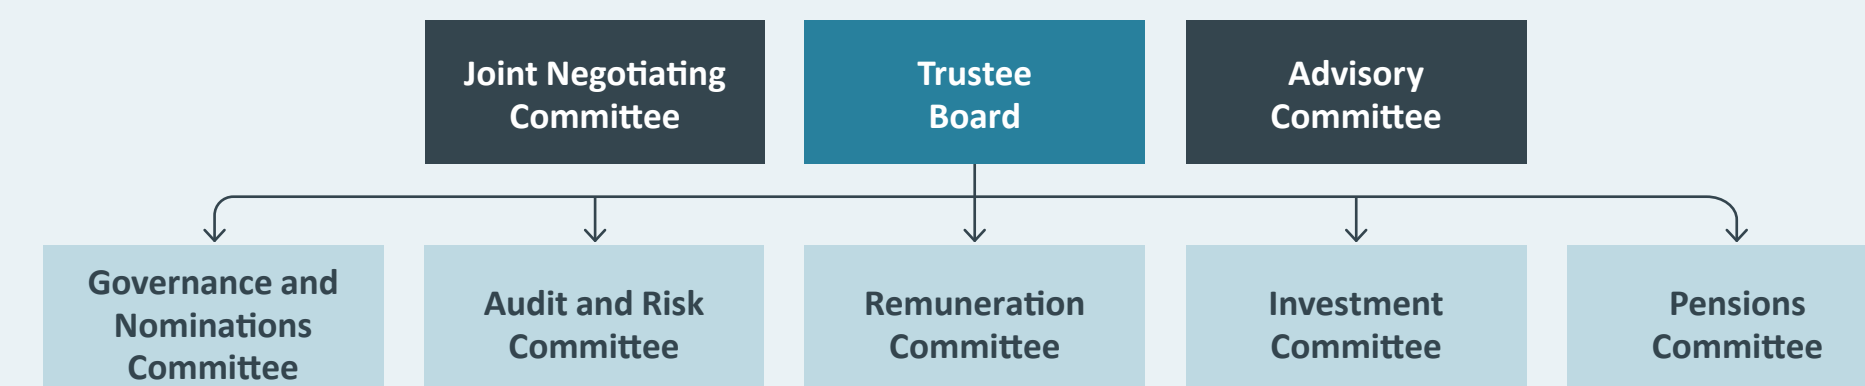 Joint Negotiating
Committee
Trustee
Board
Advisory
Committee
Governance and
Nominations
Committee
Audit and Risk
Committee
Remuneration
Committee
Investment
Committee
Pensions
Committee